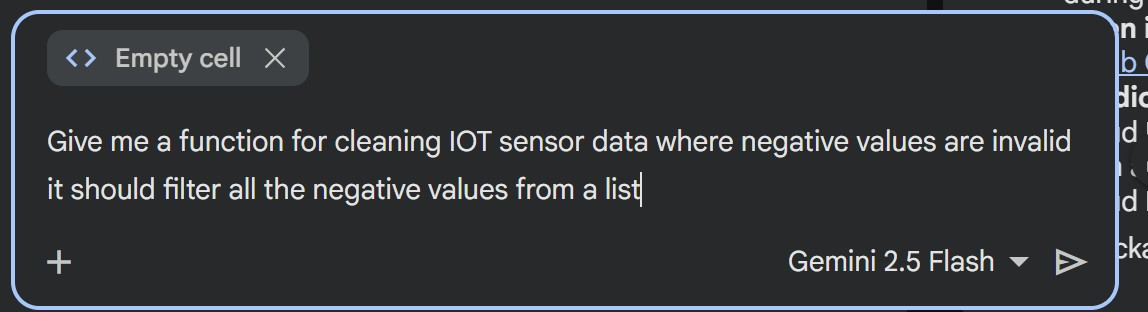 during
Empty cell
Give me a function for cleaning IOT sensor data where negative values are invalid
it should filter all the negative values from a list
Gemini 2.5 Flash